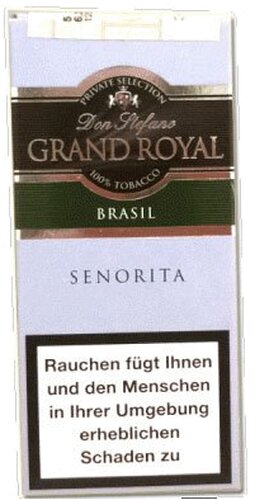 PRIVATE SELECTION
Don Stefano
GRAND ROYAL
100% TOBACCO
BRASIL
SENORITA
Rauchen fügt Ihnen
und den Menschen
in Ihrer Umgebung
erheblichen
Schaden zu